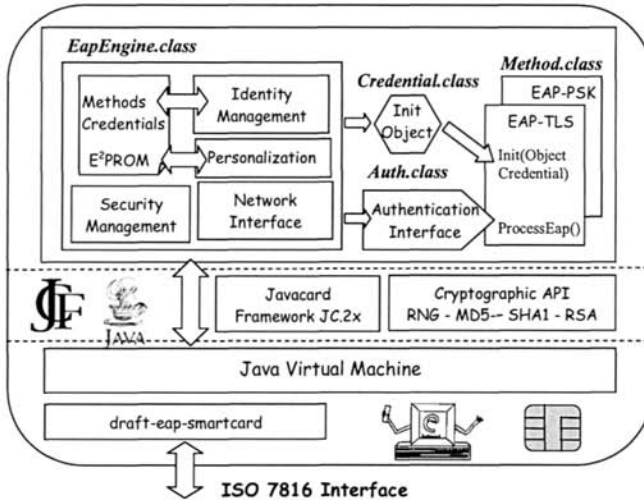 EapEngine.class
Method.class
Credential.class
EAP-PSK
Methods
Credentials
E²PROM
Identity
Management
Init
Object
EAP-TLS
Init(Object
Credential)
Personalization
Auth.class
Security
Management
Network
Interface
Authentication
Interface
ProcessEap()
JCF
JAVA
Javacard
Framework JC.2x
Cryptographic API
RNG - MD5-- SHA1 - RSA
Java Virtual Machine
draft-eap-smartcard
ISO 7816 Interface